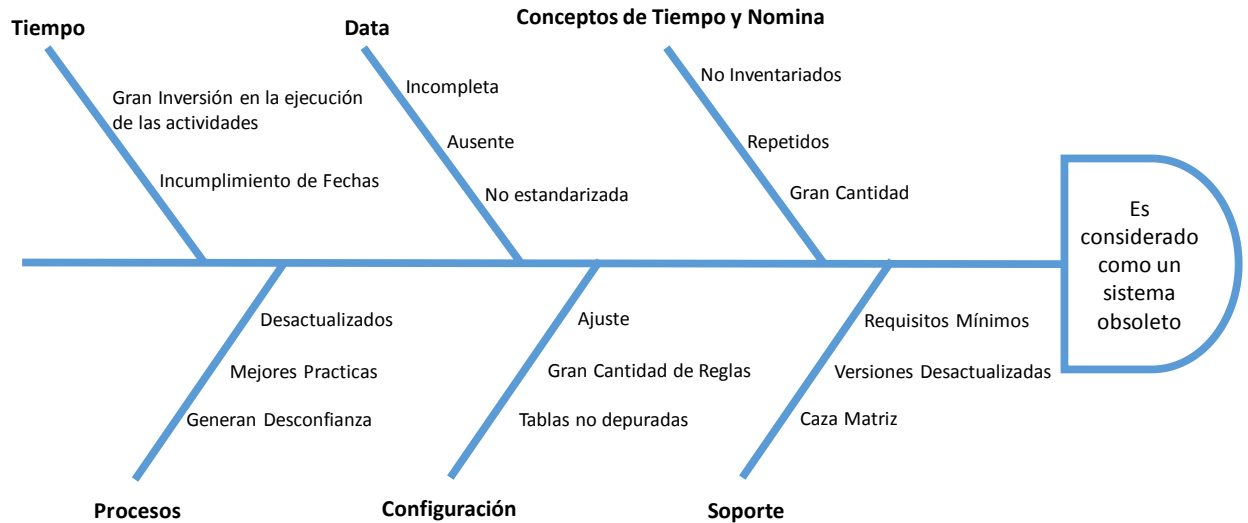 Conceptos de Tiempo y Nomina
Tiempo
Data
No Inventariados
Incompleta
Gran Inversión en la ejecución
de las actividades
Ausente
Repetidos
Incumplimiento de Fechas
No estandarizada
Gran Cantidad
Es
considerado
como un
sistema
obsoleto
Desactualizados
Ajuste
Requisitos Mínimos
Mejores Practicas
Gran Cantidad de Reglas
Versiones Desactualizadas
Generan Desconfianza
Tablas no depuradas
Caza Matriz
Procesos
Configuración
Soporte